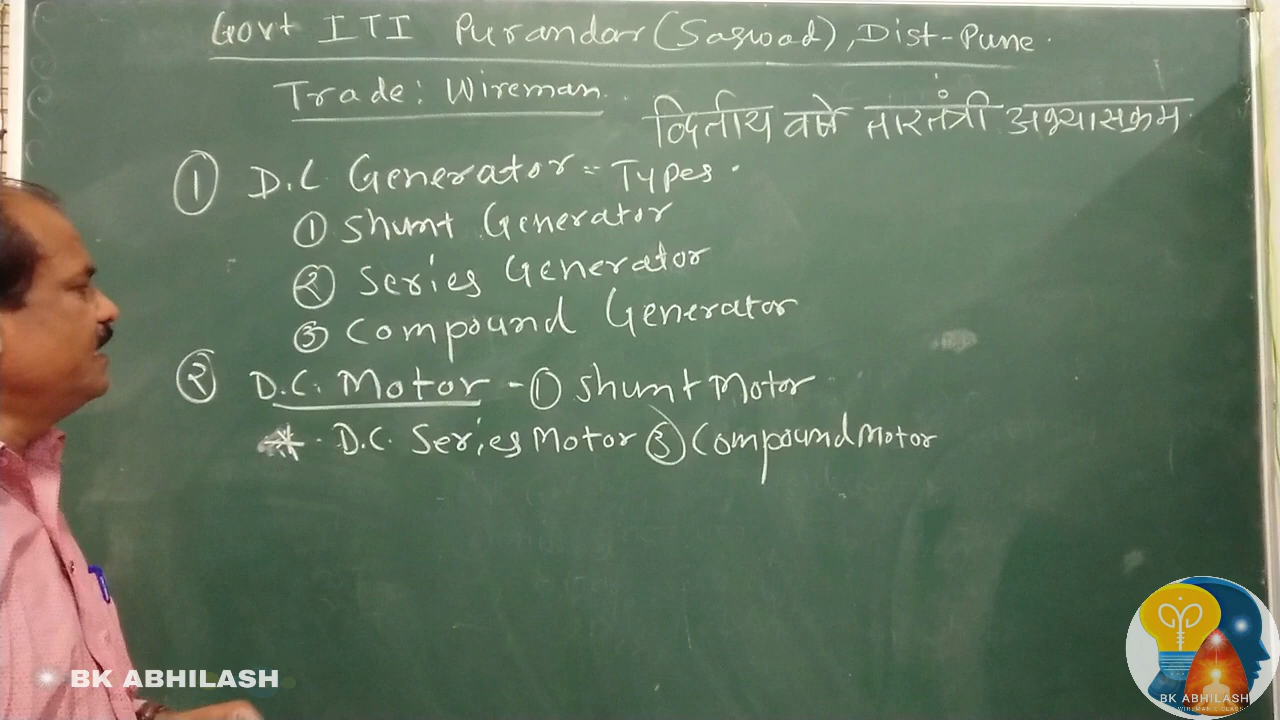 Govt ITI Purandar (Saswad), Dist-Pune.
Trade: Wireman.
द्वितीय वर्ष तारतंत्री अभ्यासक्रम.
① D.C Generator = Types.
① Shunt Generator
② Series Generator
③ Compound Generator
② D.C. Motor - ① Shunt Motor
* D.C. Series Motor ③ Compound Motor
BK ABHILASH
BK ABHILASH
WIREMAN E CLASS